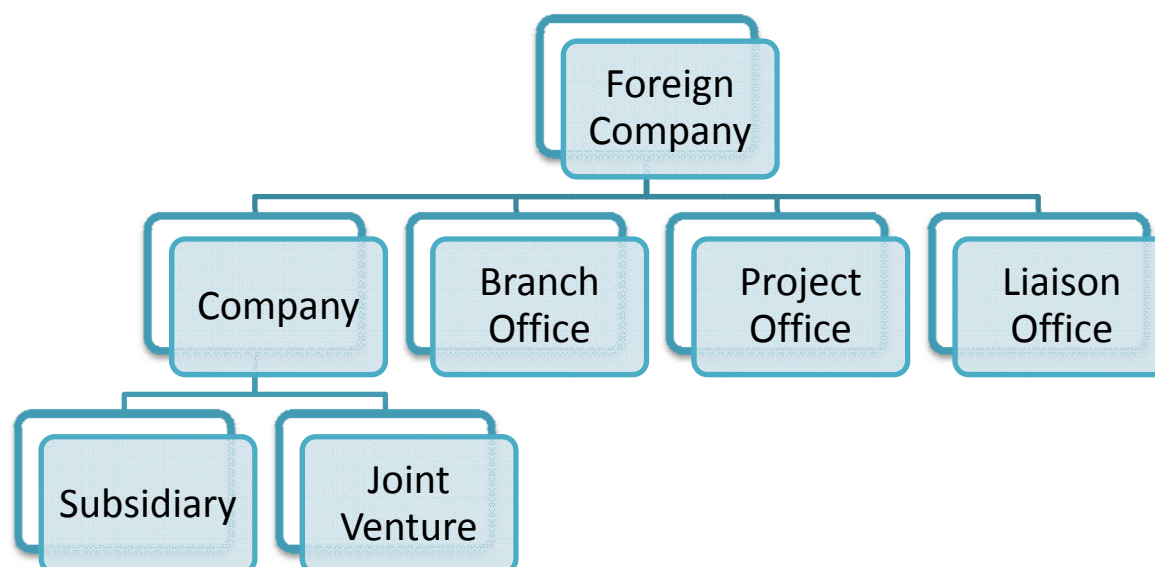 Foreign
Company
Company
Branch
Office
Project
Office
Liaison
Office
Subsidiary
Joint
Venture